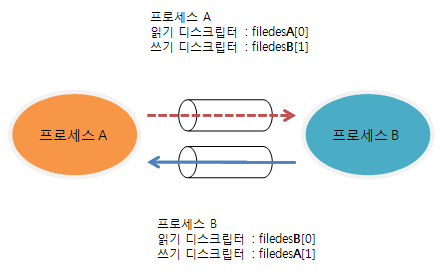 프로세스 A
읽기 디스크립터 : filedesA[0]
쓰기 디스크립터 : filedesB[1]
프로세스 A
프로세스 B
프로세스 B
읽기 디스크립터 : filedesB[0]
쓰기 디스크립터 : filedesA[1]